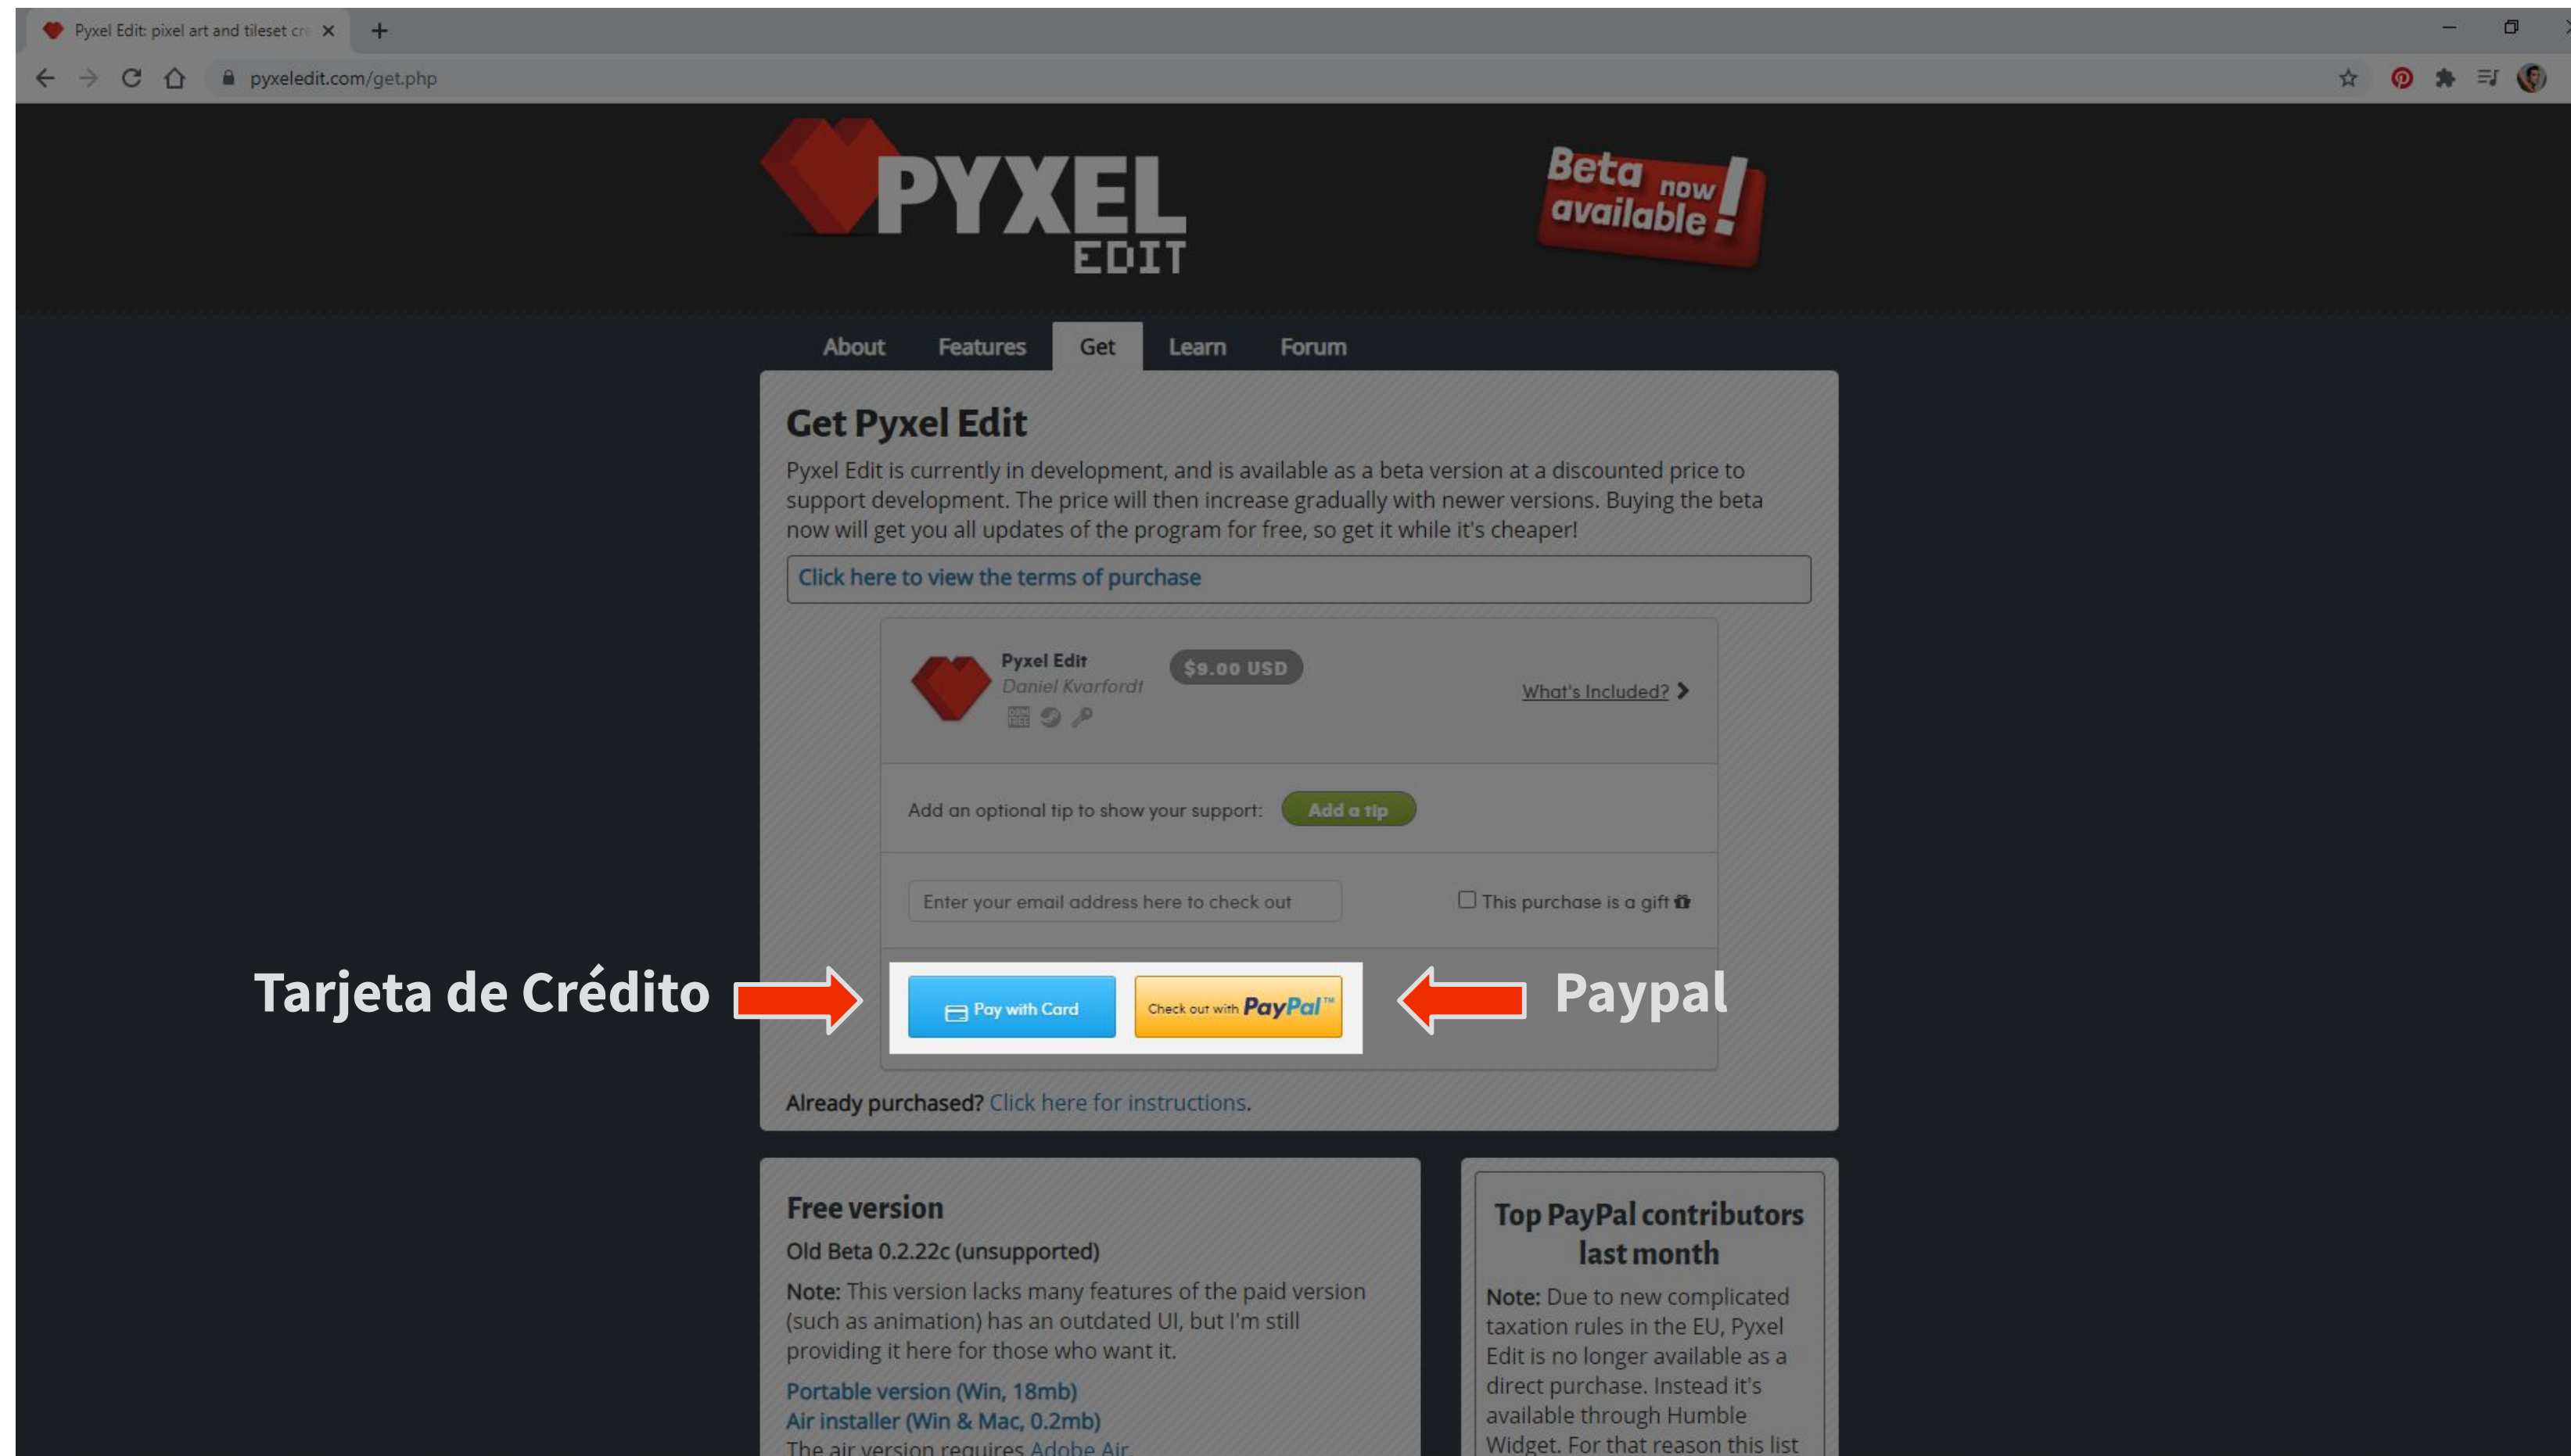 Pyxel Edit: pixel art and tileset cre
pyxeledit.com/get.php
PYXEL
EDIT
Beta now
available!
About Features Get Learn Forum
Get Pyxel Edit
Pyxel Edit is currently in development, and is available as a beta version at a discounted price to
support development. The price will then increase gradually with newer versions. Buying the beta
now will get you all updates of the program for free, so get it while it's cheaper!
Click here to view the terms of purchase
Pyxel Edit
$9.00 USD
Daniel Kvarfordt
What's Included?
DRM
FREE
Add an optional tip to show your support: Add a tip
Enter your email address here to check out
This purchase is a gift
Tarjeta de Crédito
Pay with Card
Check out with PayPal™
Paypal
Already purchased? Click here for instructions.
Free version
Old Beta 0.2.22c (unsupported)
Note: This version lacks many features of the paid version
(such as animation) has an outdated UI, but I'm still
providing it here for those who want it.
Portable version (Win, 18mb)
Air installer (Win & Mac, 0.2mb)
The air version requires Adobe Air.
Top PayPal contributors
last month
Note: Due to new complicated
taxation rules in the EU, Pyxel
Edit is no longer available as a
direct purchase. Instead it's
available through Humble
Widget. For that reason this list